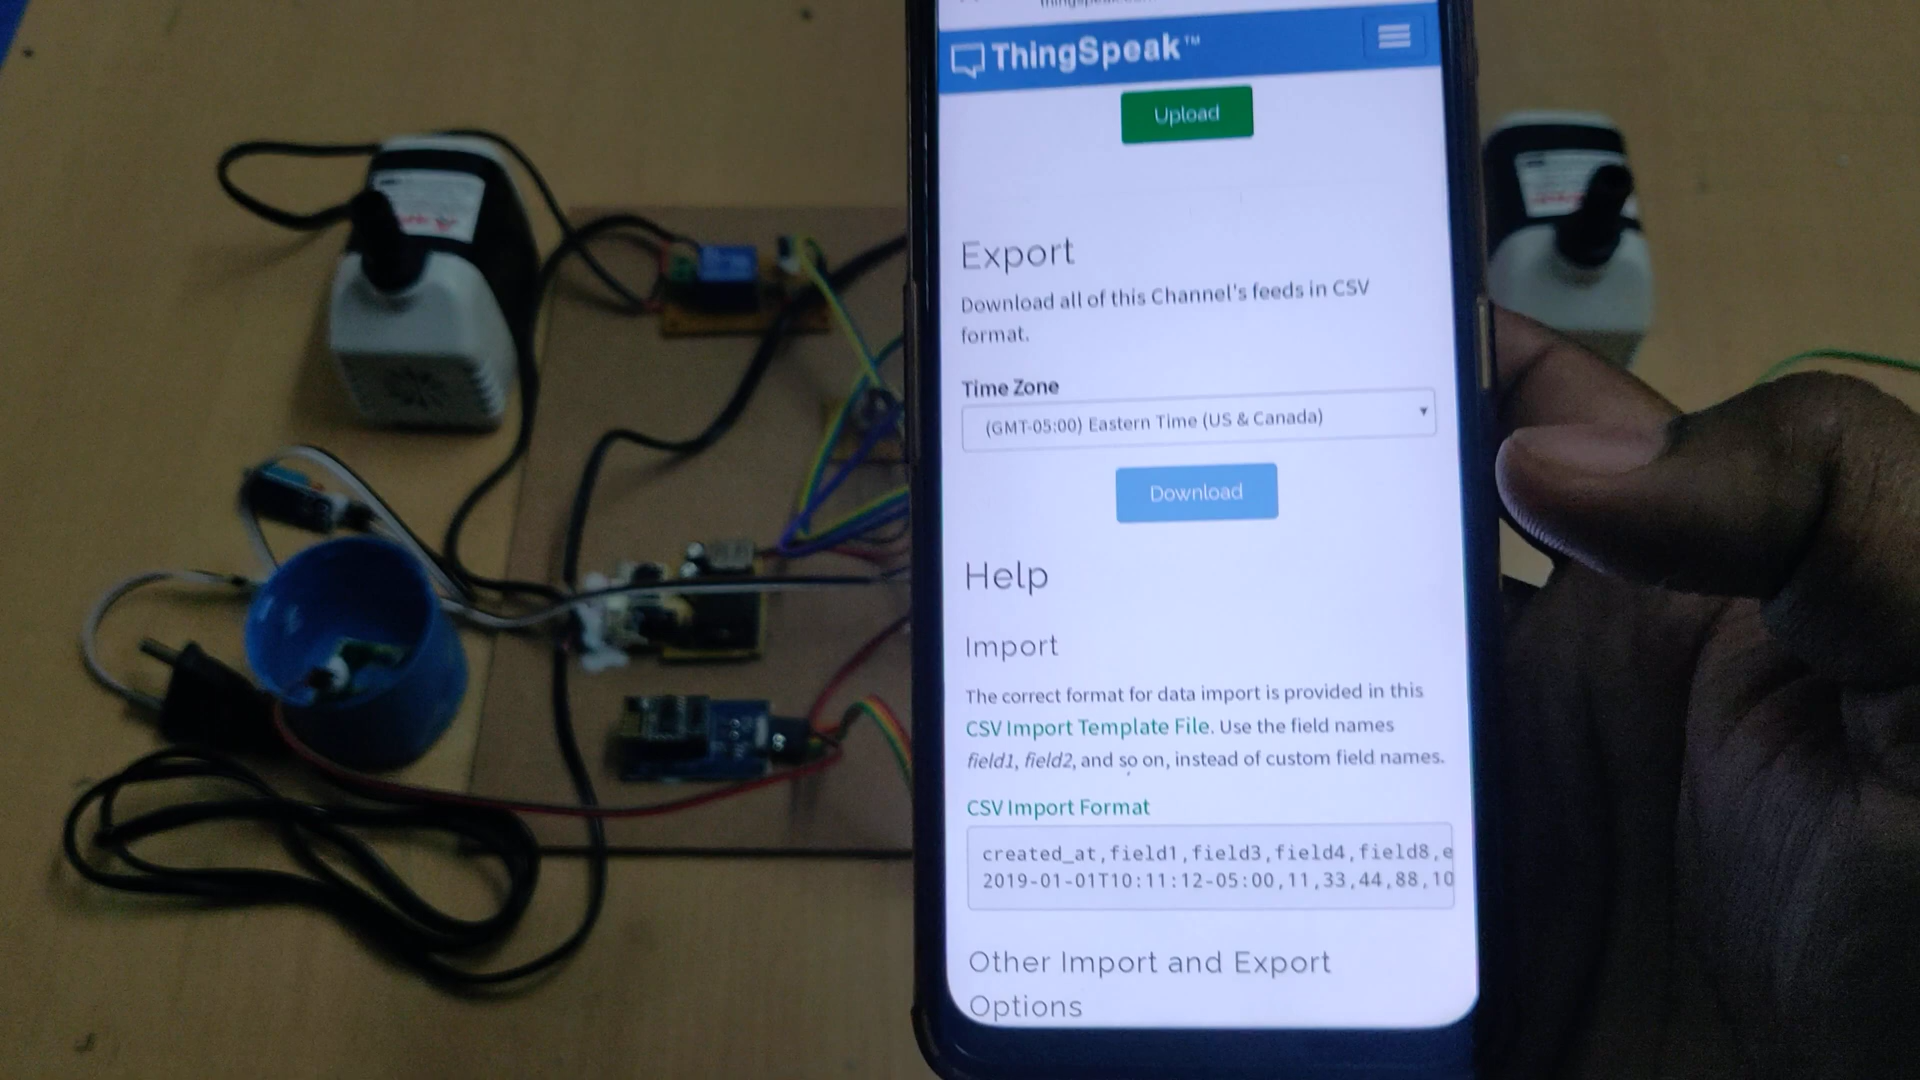 ThingSpeak™
Upload
Export
Download all of this Channel's feeds in CSV
format.
Time Zone
(GMT-05:00) Eastern Time (US & Canada)
Download
Help
Import
The correct format for data import is provided in this
CSV Import Template File. Use the field names
field1, field2, and so on, instead of custom field names.
CSV Import Format
created_at,field1,field3,field4,field8,e
2019-01-01T10:11:12-05:00,11,33,44,88,10
Other Import and Export
Options